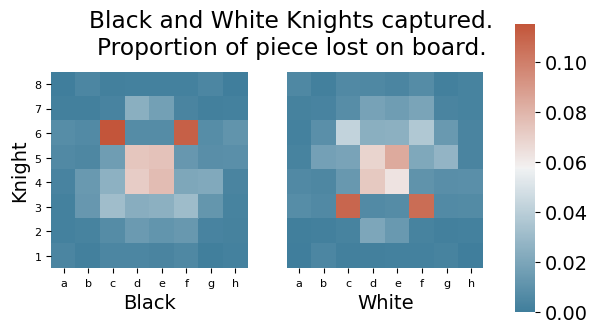 Black and White Knights captured.
Proportion of piece lost on board.
Knight
8
7
6
5
4
3
2
1
a b c d e f g h
a b c d e f g h
Black
White
0.10
0.08
0.06
0.04
0.02
0.00